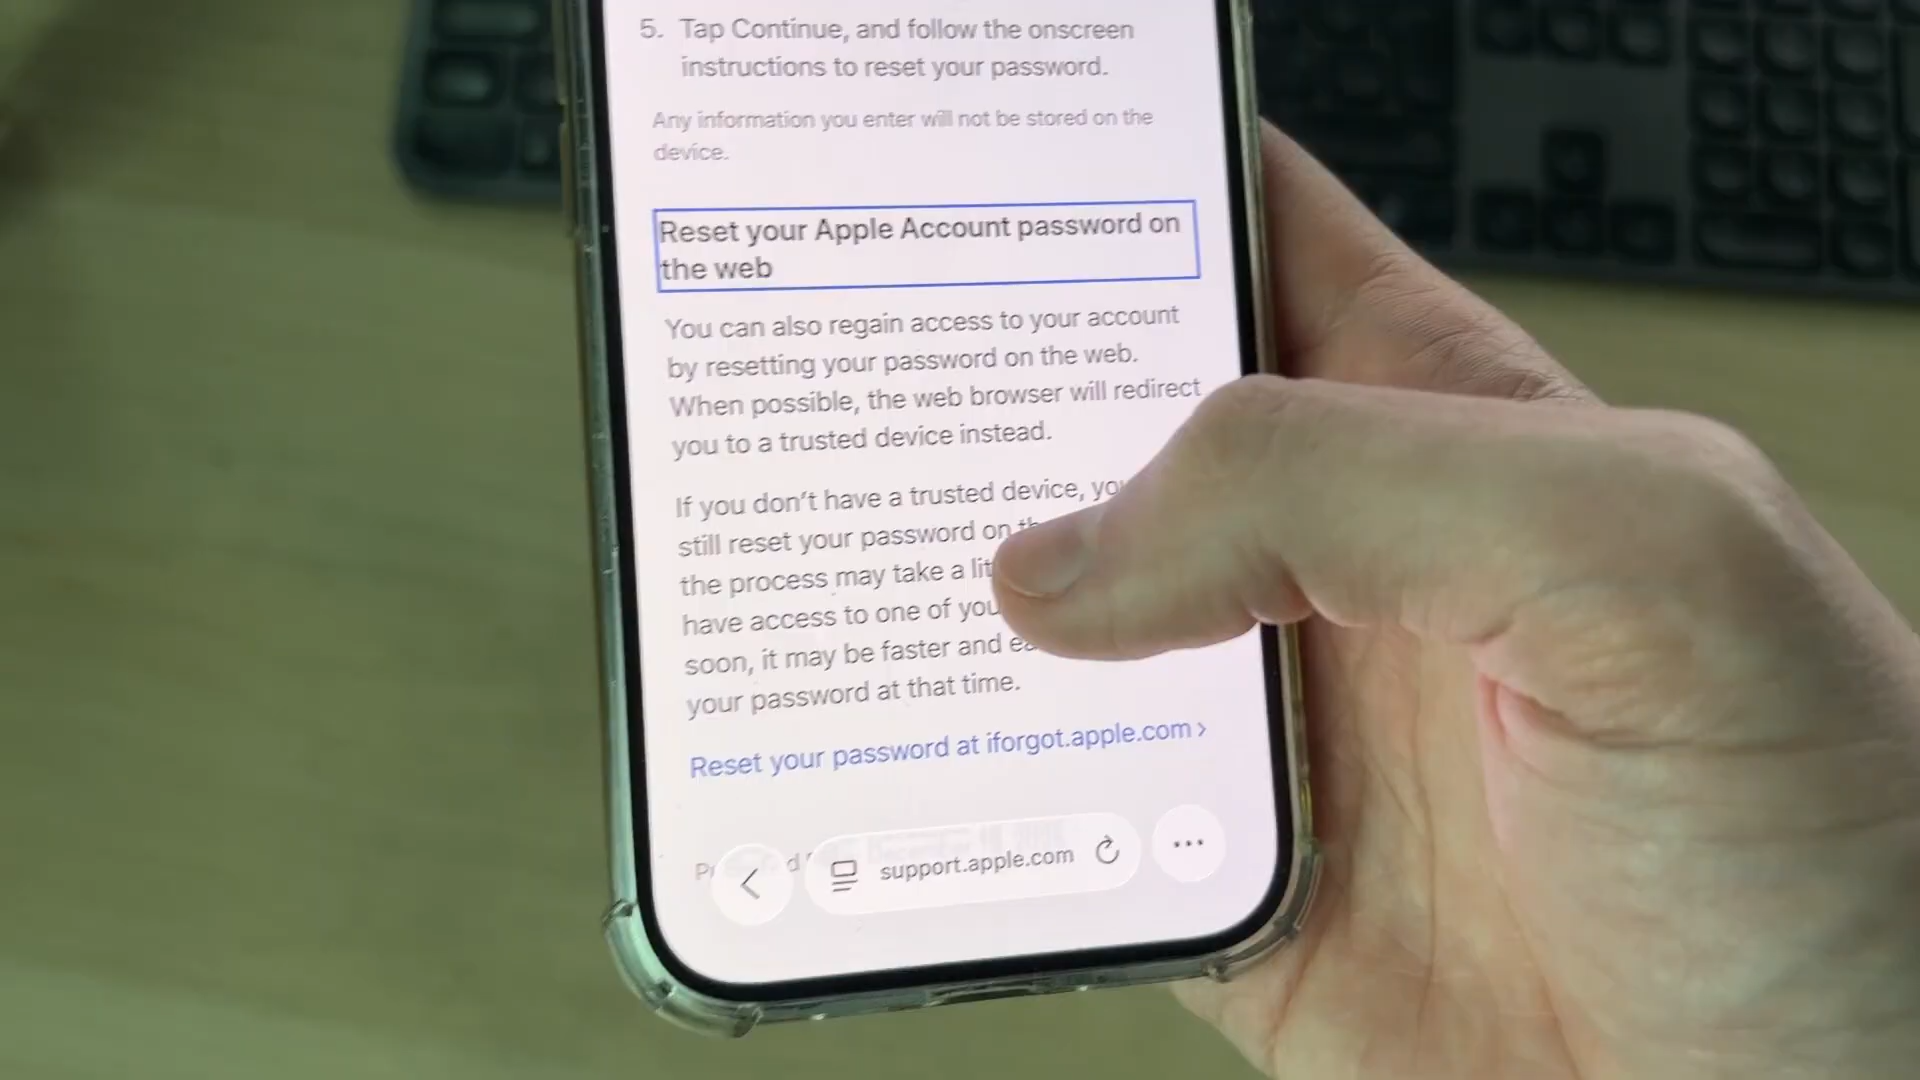 5. Tap Continue, and follow the onscreen
instructions to reset your password.
Any information you enter will not be stored on the
device.
Reset your Apple Account password on
the web
You can also regain access to your account
by resetting your password on the web.
When possible, the web browser will redirect
you to a trusted device instead.
If you don't have a trusted device,
still reset your password on
the process may take a
have access to one of
soon, it may be faster and
your password at that time.
Reset your password at iforgot.apple.com >
support.apple.com